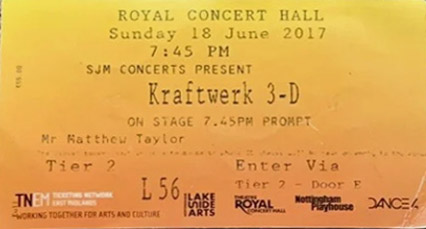 ROYAL CONCERT HALL
Sunday 18 June 2017
7:45 PM
SJM CONCERTS PRESENT
Kraftwerk 3-D
ON STAGE 7.45PM PROMPT
Mr Matthew Taylor
Tier 2
Enter Via
L 56
Tier 2 - Door E
TNEM TICKETING NETWORK
EAST MIDLANDS
WORKING TOGETHER FOR ARTS AND CULTURE
LAKE
SIDE
ARTS
ROYAL
CONCERT HALL
Nottingham
Playhouse
DANCE4